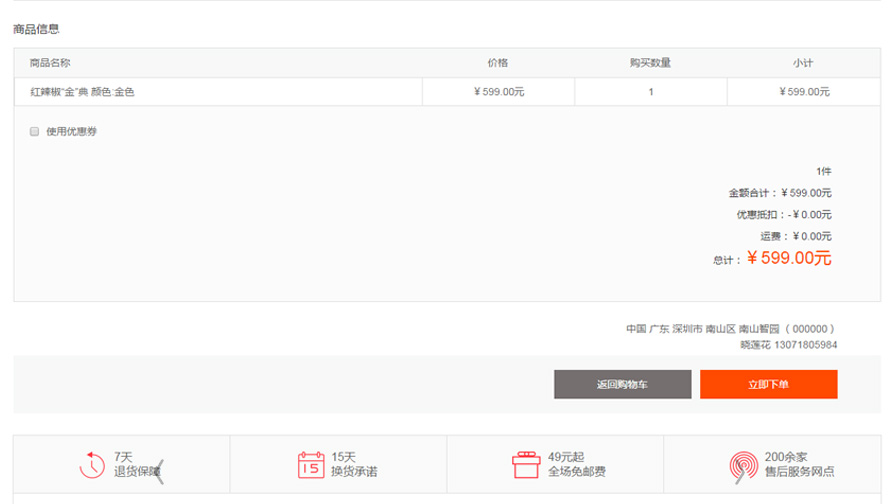 商品信息
商品名称 价格 购买数量 小计
红辣椒“金”典 颜色:金色 ¥ 599.00元 1 ¥ 599.00元
使用优惠券
1件
金额合计：¥ 599.00元
优惠抵扣：-¥ 0.00元
运费：¥ 0.00元
总计：¥ 599.00元
中国 广东 深圳市 南山区 南山智园（ 000000 ）
晓莲花 13071805984
返回购物车 立即下单
7天
退货保障
15
15天
换货承诺
49元起
全场免邮费
200余家
售后服务网点